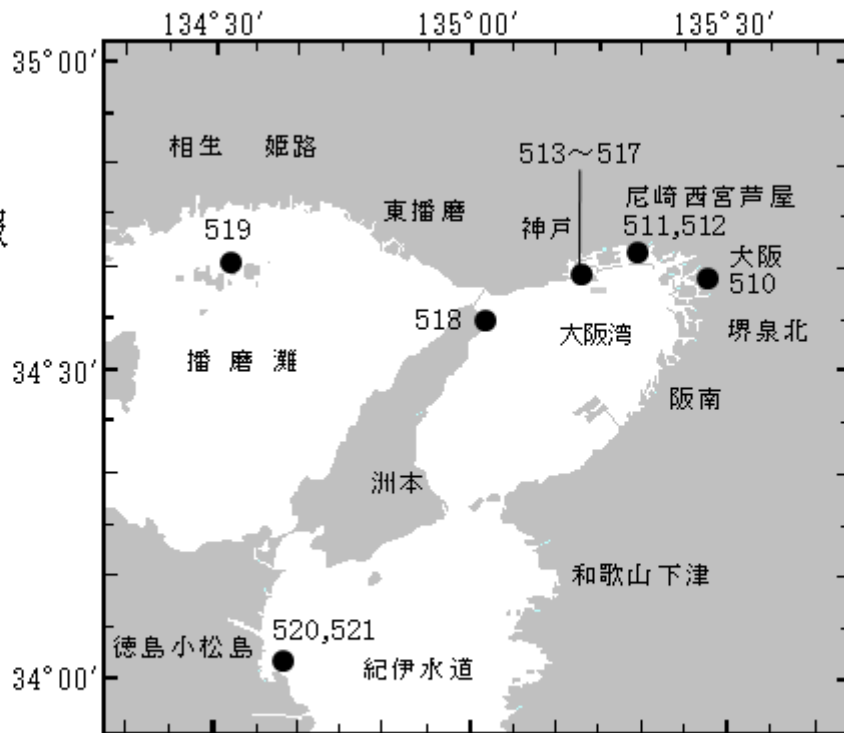 134°30′ 135°00′ 135°30′
35°00′
相生 姫路
513～517
東播磨
尼崎西宮芦屋
519
神戸
511,512
大阪
510
518
大阪湾
堺泉北
播磨灘
34°30′
阪南
洲本
和歌山下津
520,521
徳島小松島
紀伊水道
34°00′